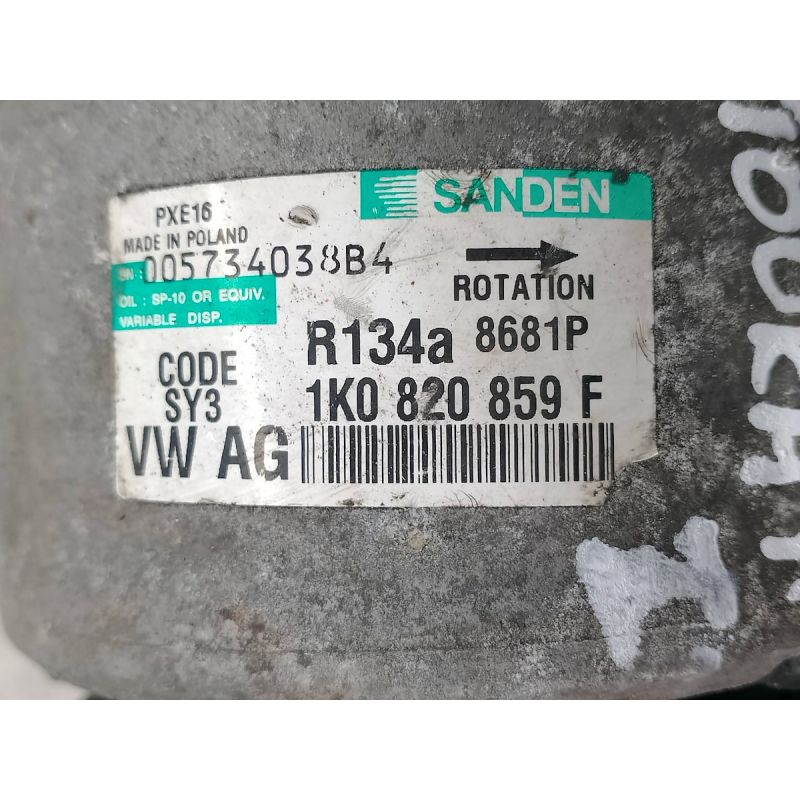 SANDEN
PXE16
MADE IN POLAND
SN: 005734038B4
ROTATION
OIL : SP-10 OR EQUIV.
VARIABLE DISP.
R134a 8681P
CODE
SY3
1K0 820 859 F
VW AG